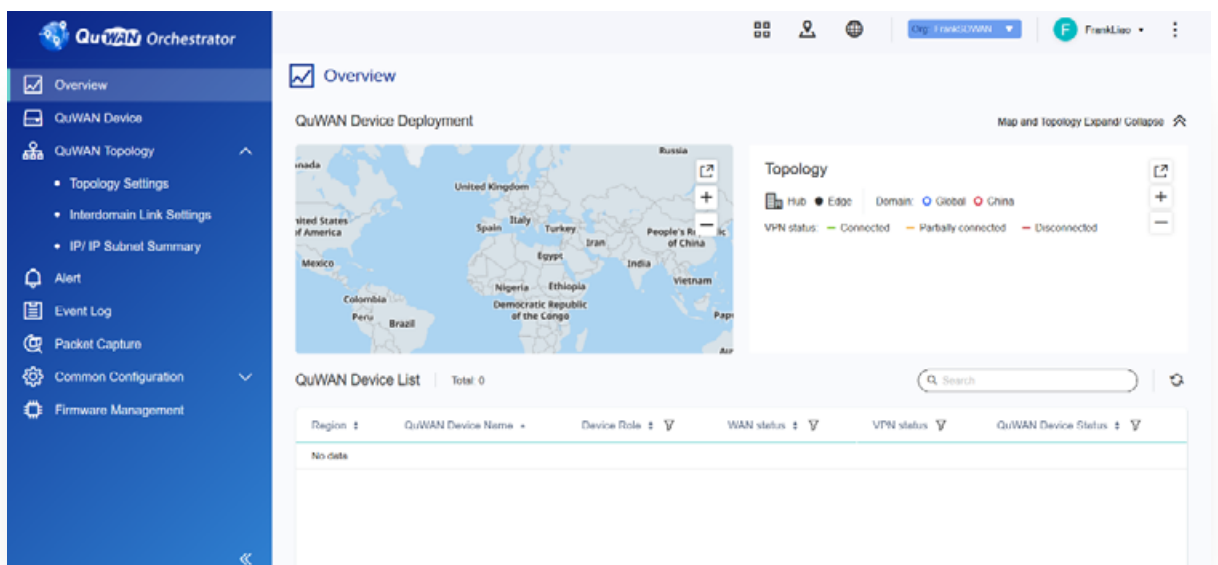 QuWAN Orchestrator
Org: FrankSDWAN
F
FrankLiao
Overview
QuWAN Device
QuWAN Topology
Topology Settings
Interdomain Link Settings
IP/ IP Subnet Summary
Alert
Event Log
Packet Capture
Common Configuration
Firmware Management
Overview
QuWAN Device Deployment
Map and Topology Expand/ Collapse
Russia
United Kingdom
Italy
Spain
Turkey
Iran
of China
of America
Mexico
Egypt
India
Vietnam
Nigeria
Ethiopia
Colombia
Democratic Republic
of the Congo
Peru
Brazil
Topology
Hub Edge Domain: Global China
VPN status: Connected Partially connected Disconnected
QuWAN Device List Total: 0
Search
Region QuWAN Device Name Device Role WAN status VPN status QuWAN Device Status
No data